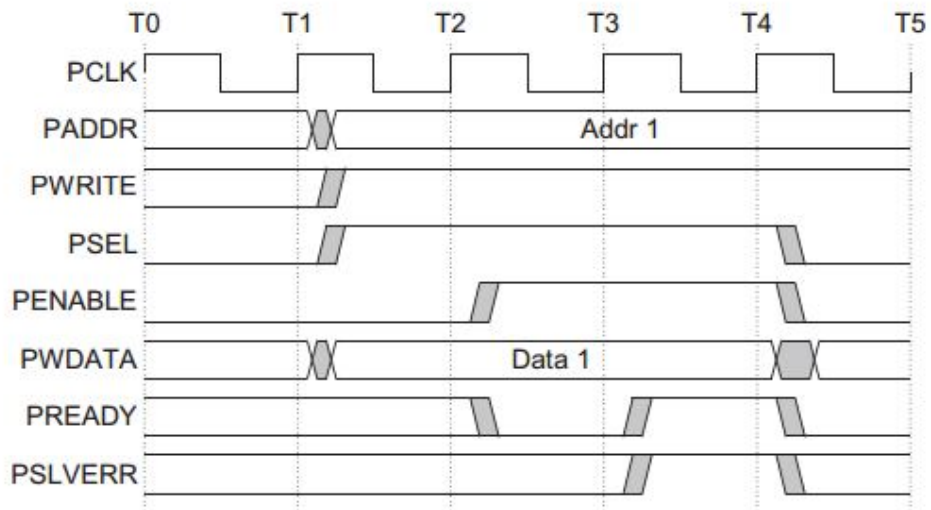 T0 T1 T2 T3 T4 T5
PCLK
PADDR Addr 1
PWRITE
PSEL
PENABLE
PWDATA Data 1
PREADY
PSLVERR